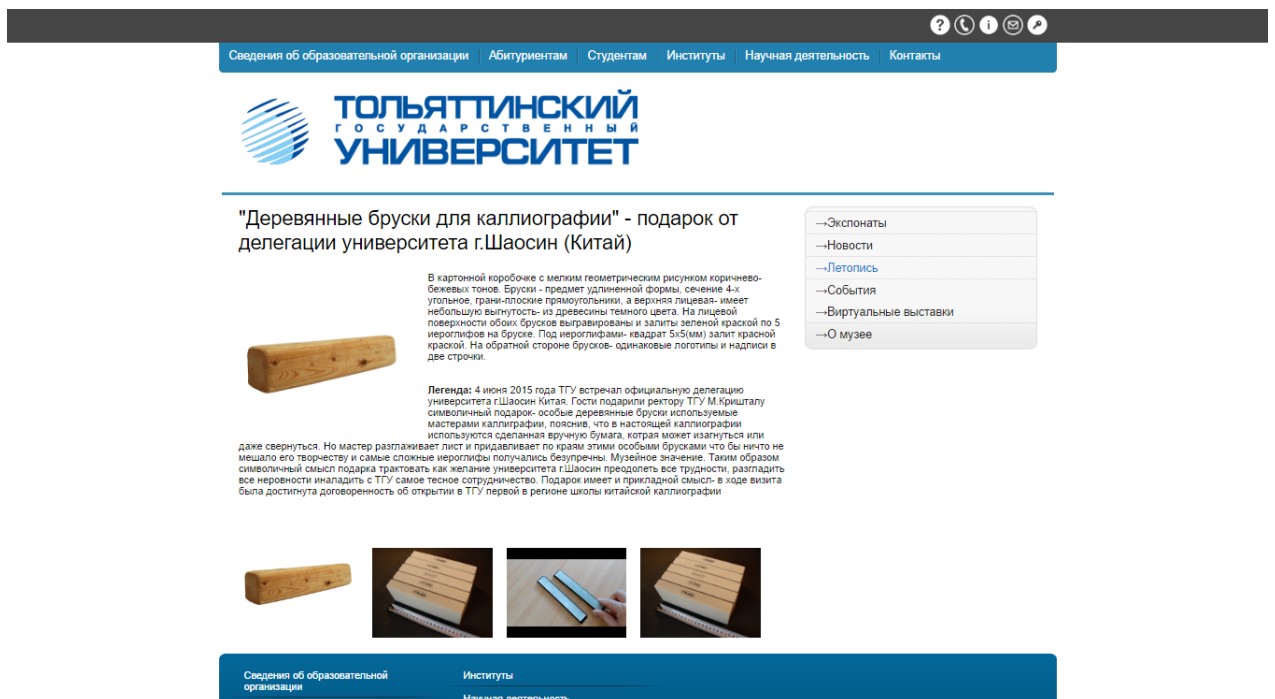 Сведения об образовательной организации Абитуриентам Студентам Институты Научная деятельность Контакты
ТОЛЬЯТТИНСКИЙ
ГОСУДАРСТВЕННЫЙ
УНИВЕРСИТЕТ
"Деревянные бруски для каллиографии" - подарок от
делегации университета г.Шаосин (Китай)
В картонной коробочке с мелким геометрическим рисунком коричнево-
бежевых тонов. Бруски - предмет удлиненной формы, сечение 4-х
угольное, грани-плоские прямоугольники, а верхняя лицевая- имеет
небольшую выгнутость- из древесины темного цвета. На лицевой
поверхности обоих брусков выгравированы и залиты зеленой краской по 5
иероглифов на бруске. Под иероглифами- квадрат 5х5(мм) залит красной
краской. На обратной стороне брусков- одинаковые логотипы и надписи в
две строчки.
Легенда: 4 июня 2015 года ТГУ встречал официальную делегацию
университета г.Шаосин Китая. Гости подарили ректору ТГУ М.Кришталу
символичный подарок- особые деревянные бруски используемые
мастерами каллиграфии, пояснив, что в настоящей каллиографии
используются сделанная вручную бумага, котрая может изагнуться или
даже свернуться. Но мастер разглаживает лист и придавливает по краям этими особыми брусками что бы ничто не
мешало его творчеству и самые сложные иероглифы получались безупречны. Музейное значение. Таким образом
символичный смысл подарка трактовать как желание университета г.Шаосин преодолеть все трудности, разгладить
все неровности иналадить с ТГУ самое тесное сотрудничество. Подарок имеет и прикладной смысл- в ходе визита
была достигнута договоренность об открытии в ТГУ первой в регионе школы китайской каллиографии
→Экспонаты
→Новости
→Летопись
→События
→Виртуальные выставки
→О музее
Сведения об образовательной
организации
Институты
Научная деятельность